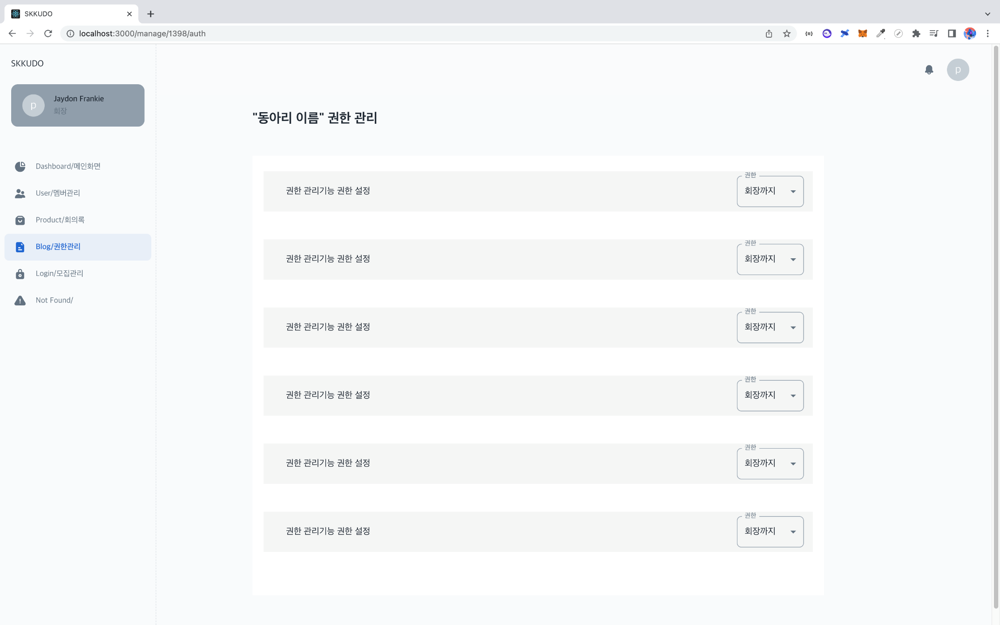 SKKUDO
localhost:3000/manage/1398/auth
{≡}
SKKUDO
p
Jaydon Frankie
회장
p
"동아리 이름" 권한 관리
Dashboard/메인화면
User/멤버관리
Product/회의록
Blog/권한관리
Login/모집관리
Not Found/
권한 관리기능 권한 설정
권한
회장까지
권한 관리기능 권한 설정
권한
회장까지
권한 관리기능 권한 설정
권한
회장까지
권한 관리기능 권한 설정
권한
회장까지
권한 관리기능 권한 설정
권한
회장까지
권한 관리기능 권한 설정
권한
회장까지